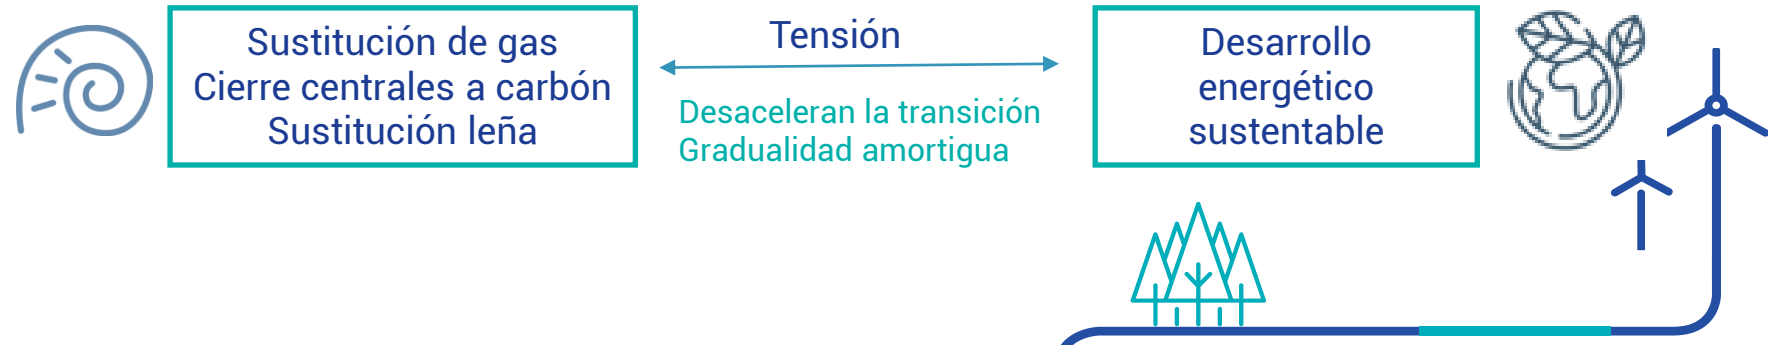 Sustitución de gas
Cierre centrales a carbón
Sustitución leña
Tensión
Desaceleran la transición
Gradualidad amortigua
Desarrollo
energético
sustentable